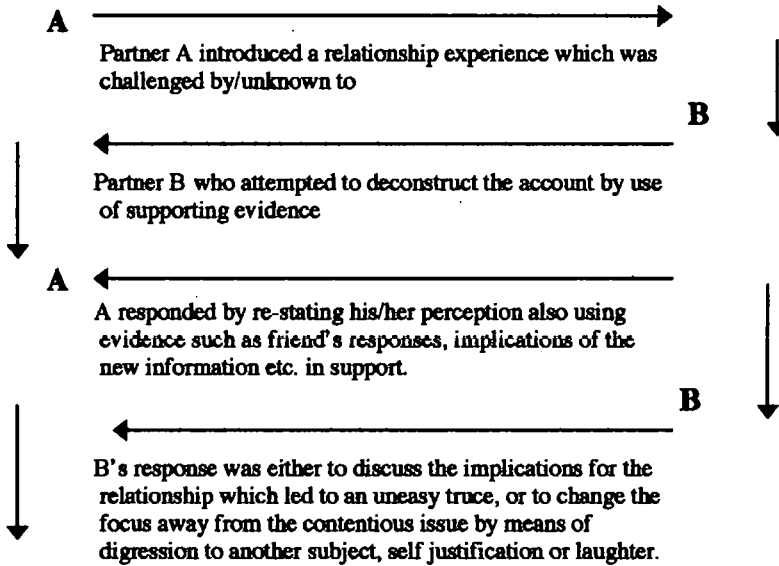 A
Partner A introduced a relationship experience which was
challenged by/unknown to
B
Partner B who attempted to deconstruct the account by use
of supporting evidence
A
A responded by re-stating his/her perception also using
evidence such as friend's responses, implications of the
new information etc. in support.
B
B's response was either to discuss the implications for the
relationship which led to an uneasy truce, or to change the
focus away from the contentious issue by means of
digression to another subject, self justification or laughter.